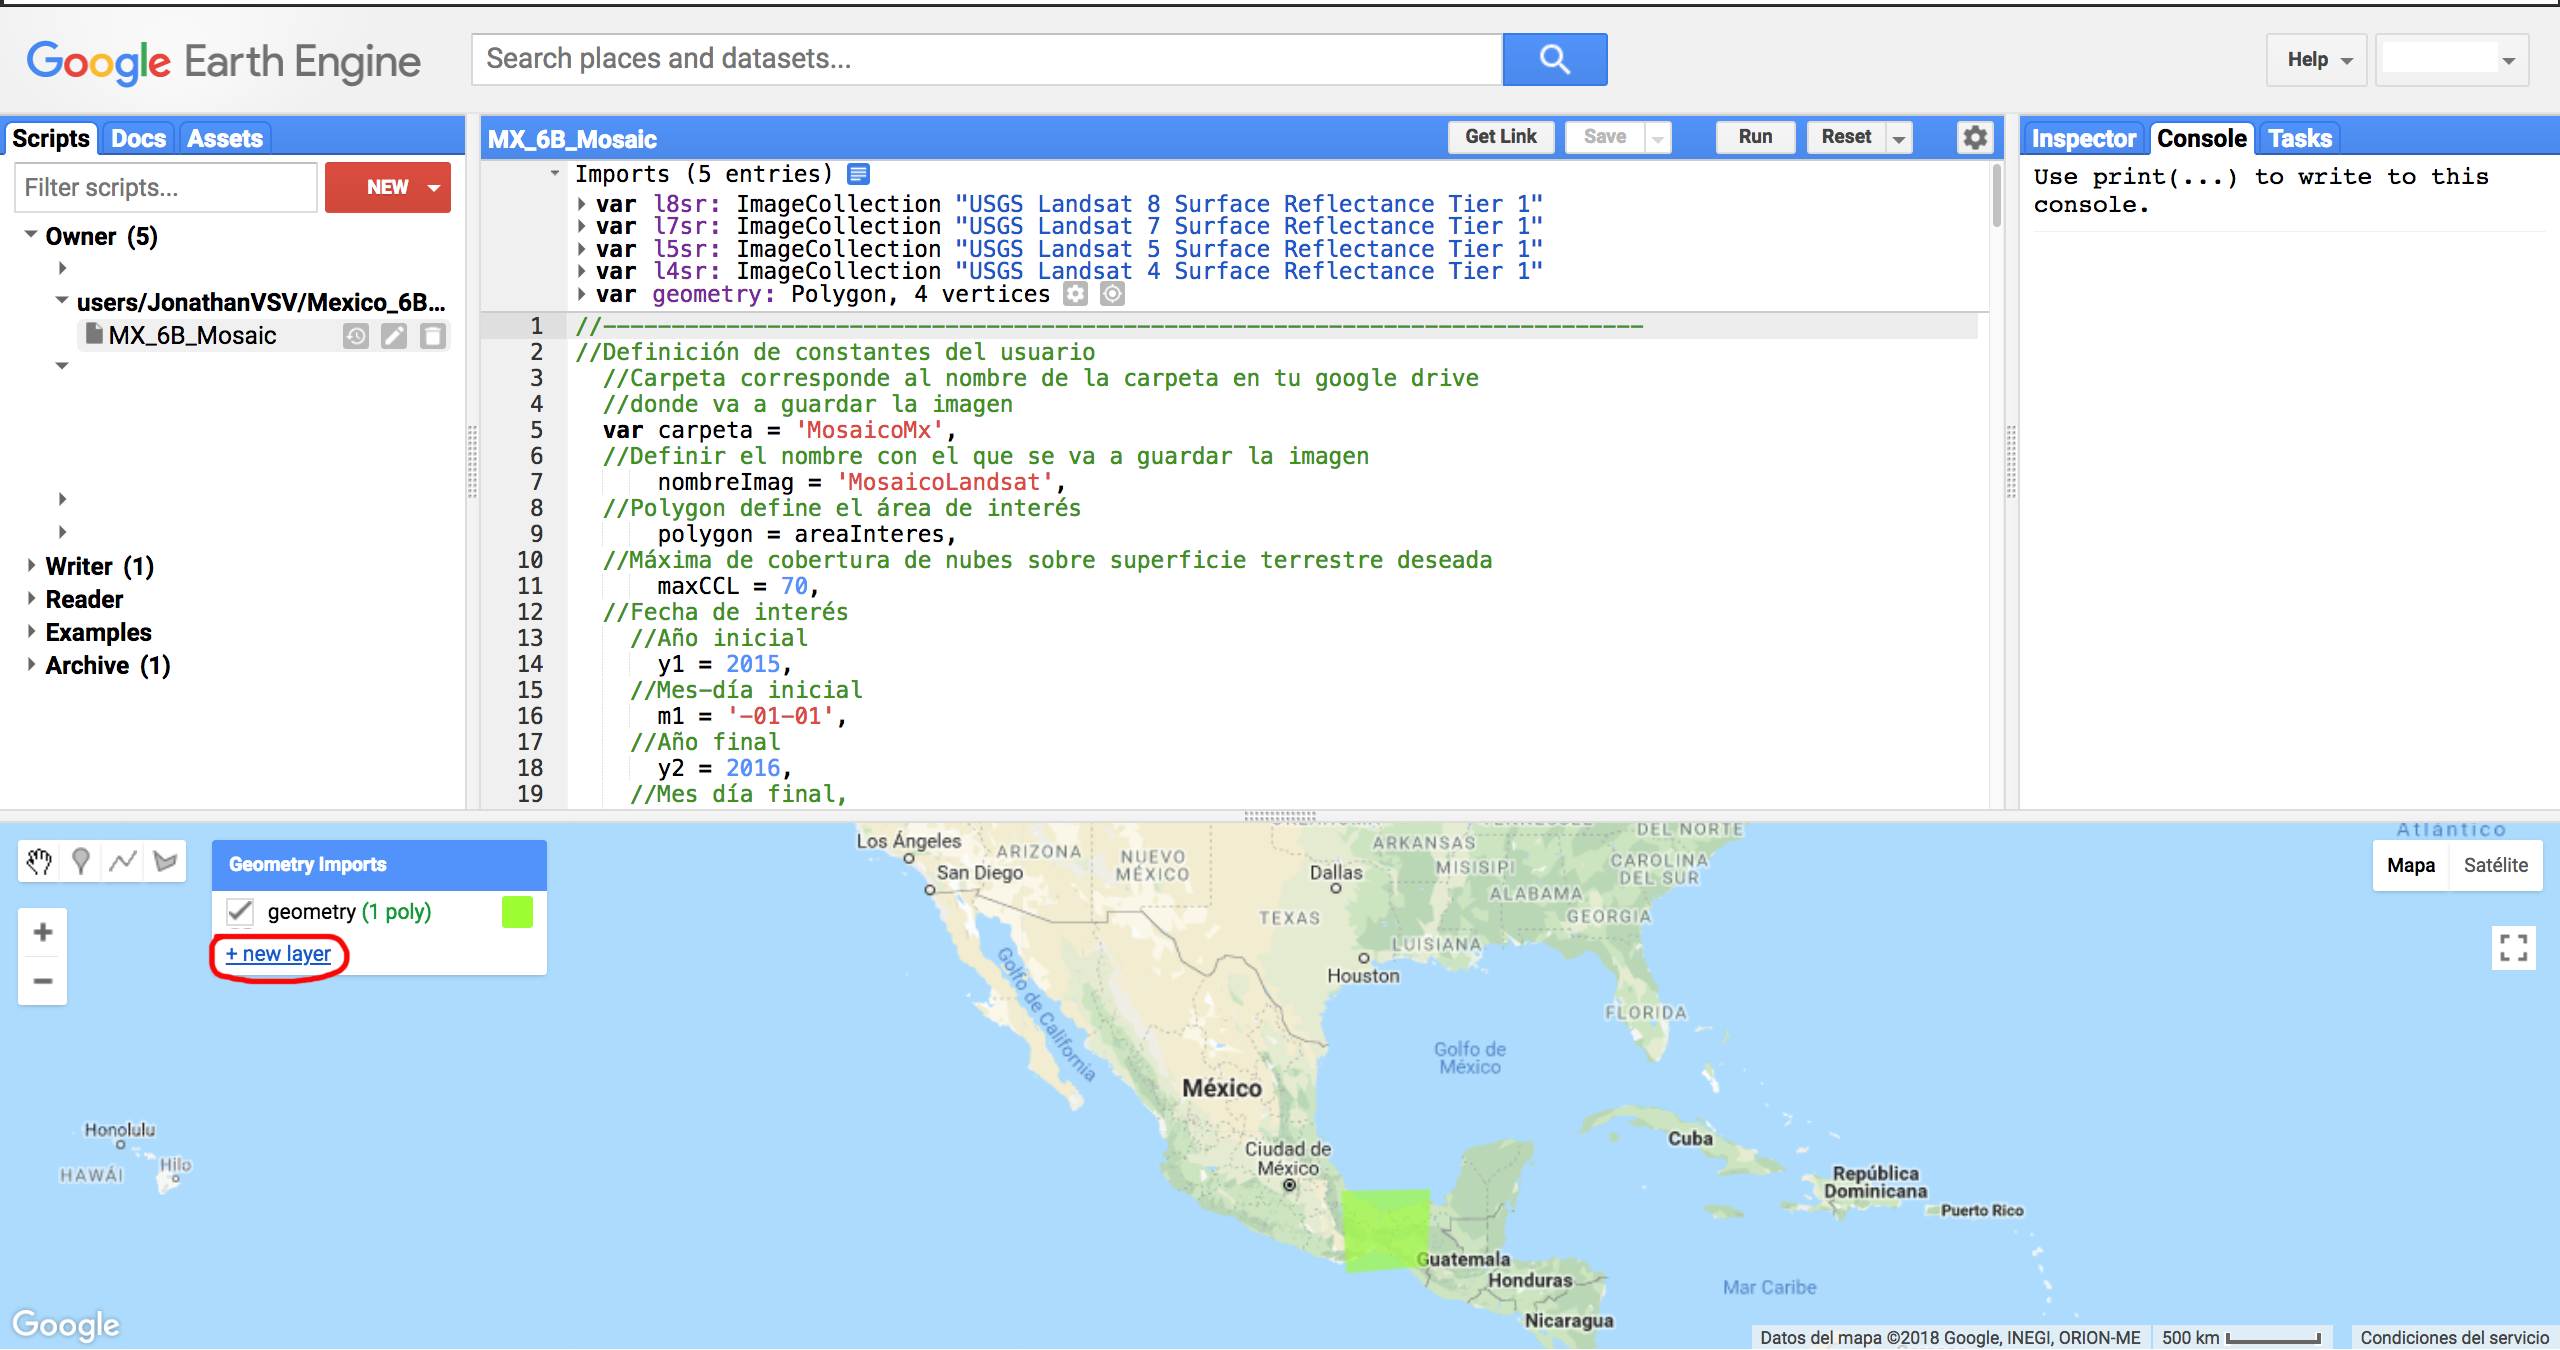 Google Earth Engine
Search places and datasets...
Help
Scripts Docs Assets
Filter scripts...
NEW
Owner (5)
users/JonathanVSV/Mexico_6B...
MX_6B_Mosaic
Writer (1)
Reader
Examples
Archive (1)
MX_6B_Mosaic
Get Link Save Run Reset
Imports (5 entries)
var l8sr: ImageCollection "USGS Landsat 8 Surface Reflectance Tier 1"
var l7sr: ImageCollection "USGS Landsat 7 Surface Reflectance Tier 1"
var l5sr: ImageCollection "USGS Landsat 5 Surface Reflectance Tier 1"
var l4sr: ImageCollection "USGS Landsat 4 Surface Reflectance Tier 1"
var geometry: Polygon, 4 vertices
1 //----------------------------------------------------------------------------
2 //Definición de constantes del usuario
3 //Carpeta corresponde al nombre de la carpeta en tu google drive
4 //donde va a guardar la imagen
5 var carpeta = 'MosaicoMx',
6 //Definir el nombre con el que se va a guardar la imagen
7 nombreImag = 'MosaicoLandsat',
8 //Polygon define el área de interés
9 polygon = areaInteres,
10 //Máxima de cobertura de nubes sobre superficie terrestre deseada
11 maxCCL = 70,
12 //Fecha de interés
13 //Año inicial
14 y1 = 2015,
15 //Mes-día inicial
16 m1 = '-01-01',
17 //Año final
18 y2 = 2016,
19 //Mes día final,
Inspector Console Tasks
Use print(...) to write to this
console.
Geometry Imports
geometry (1 poly)
+ new layer
+
−
Mapa Satélite
Atlántico
DEL NORTE
Los Ángeles
ARIZONA
NUEVO
MÉXICO
San Diego
Dallas
ARKANSAS
MISISIPI
CAROLINA
DEL SUR
ALABAMA
GEORGIA
TEXAS
LUISIANA
Houston
FLORIDA
Golfo de California
Golfo de
México
México
Honolulu
HAWÁI
Hilo
Ciudad de
México
Cuba
República
Dominicana
Puerto Rico
Guatemala
Honduras
Mar Caribe
Nicaragua
Google
Datos del mapa ©2018 Google, INEGI, ORION-ME
500 km
Condiciones del servicio